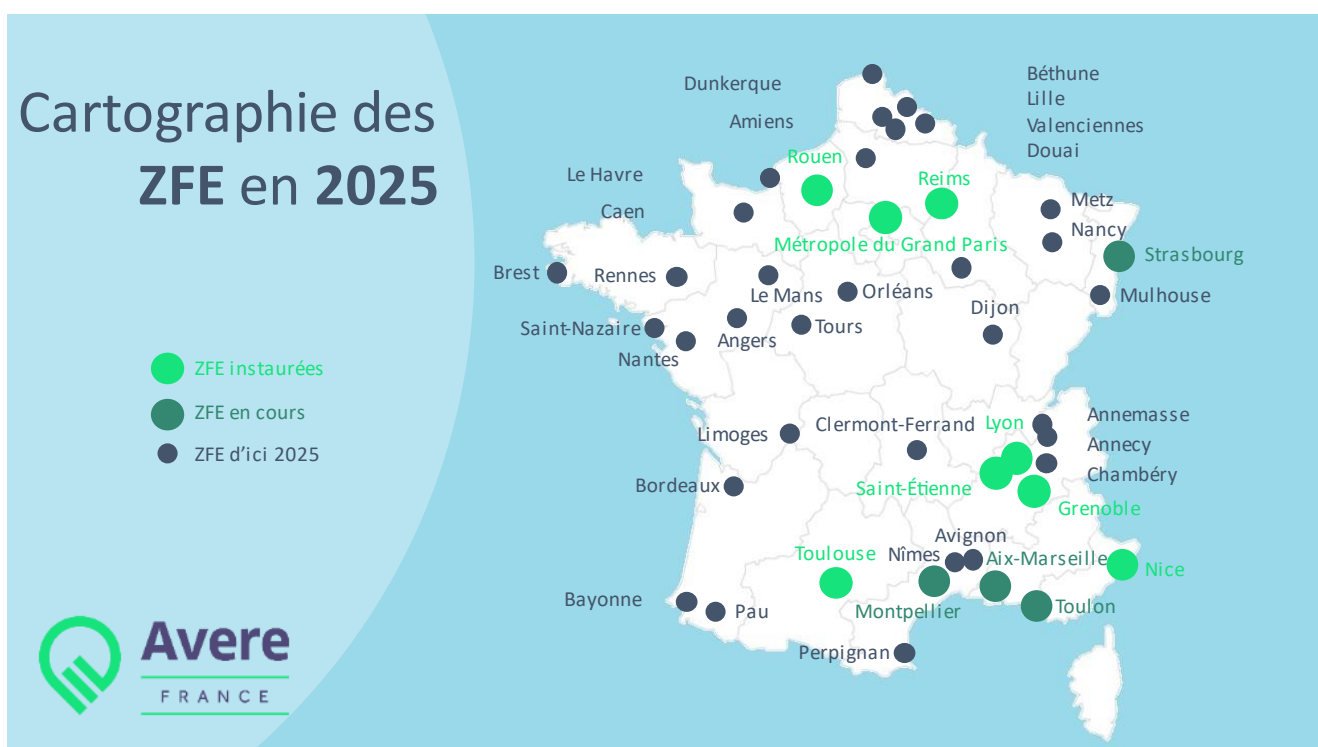 Cartographie des
ZFE en 2025
ZFE instaurées
ZFE en cours
ZFE d'ici 2025
Avere
FRANCE
Dunkerque
Béthune
Lille
Valenciennes
Douai
Amiens
Rouen
Le Havre
Reims
Caen
Metz
Nancy
Métropole du Grand Paris
Strasbourg
Brest
Rennes
Le Mans
Orléans
Mulhouse
Dijon
Saint-Nazaire
Tours
Angers
Nantes
Limoges
Clermont-Ferrand
Lyon
Annemasse
Annecy
Chambéry
Bordeaux
Saint-Étienne
Grenoble
Avignon
Toulouse
Nîmes
Aix-Marseille
Nice
Bayonne
Pau
Montpellier
Toulon
Perpignan